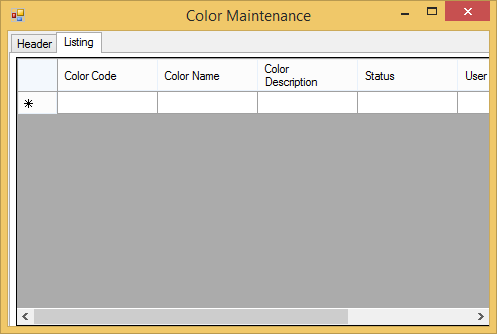 Color Maintenance
Header Listing
Color Code Color Name Color Description Status User